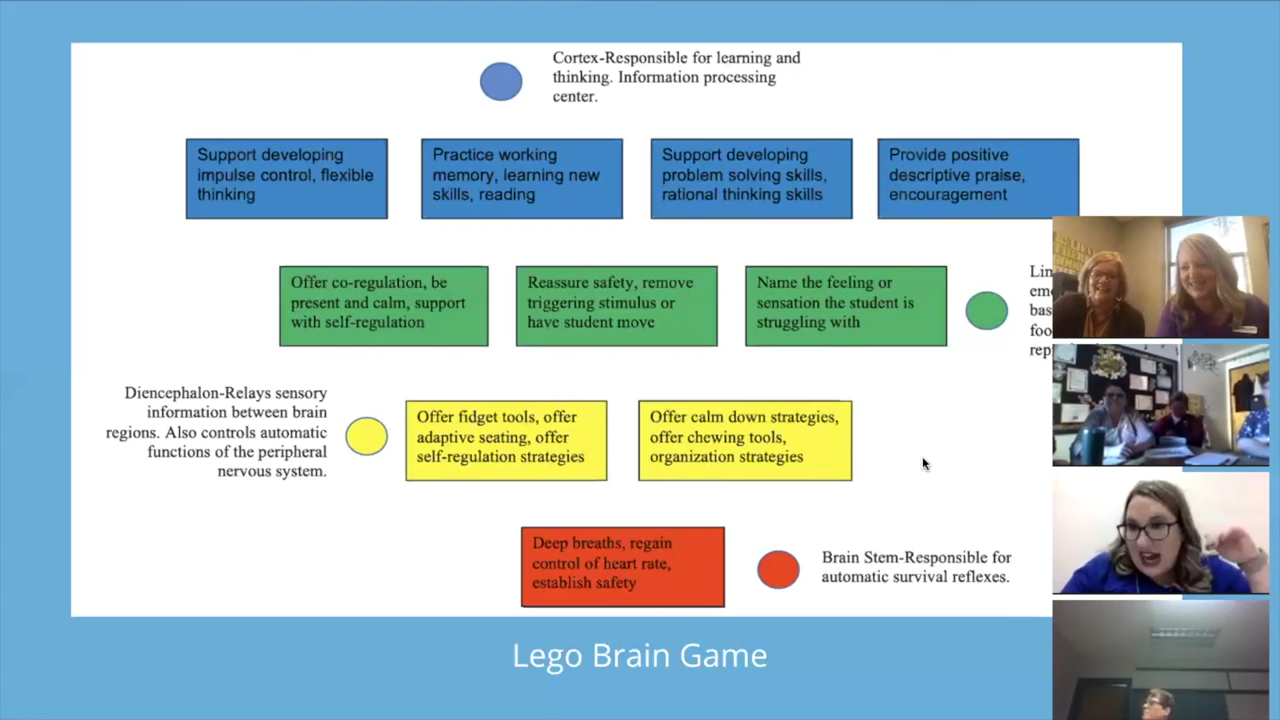 Cortex-Responsible for learning and
thinking. Information processing
center.
Support developing
impulse control, flexible
thinking
Practice working
memory, learning new
skills, reading
Support developing
problem solving skills,
rational thinking skills
Provide positive
descriptive praise,
encouragement
Offer co-regulation, be
present and calm, support
with self-regulation
Reassure safety, remove
triggering stimulus or
have student move
Name the feeling or
sensation the student is
struggling with
Diencephalon-Relays sensory
information between brain
regions. Also controls automatic
functions of the peripheral
nervous system.
Offer fidget tools, offer
adaptive seating, offer
self-regulation strategies
Offer calm down strategies,
offer chewing tools,
organization strategies
Deep breaths, regain
control of heart rate,
establish safety
Brain Stem-Responsible for
automatic survival reflexes.
Lego Brain Game